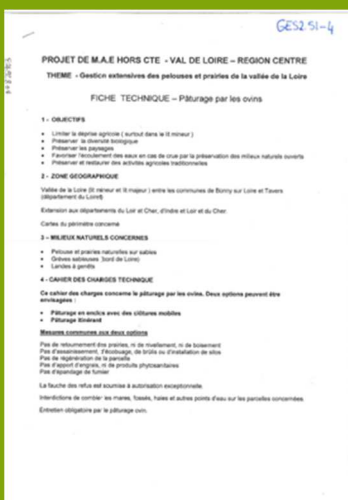 GES2 SI-4
PROJET DE M.A.E HORS CTE - VAL DE LOIRE – REGION CENTRE
THEME - Gestion extensives des pelouses et prairies de la vallée de la Loire
FICHE TECHNIQUE – Pâturage par les ovins
1 - OBJECTIFS
• Limiter la déprise agricole ( surtout dans le lit mineur )
• Préserver la diversité biologique
• Préserver les paysages
• Favoriser l'écoulement des eaux en cas de crue par la préservation des milieux naturels ouverts
• Préserver et restaurer des activités agricoles traditionnelles
2 - ZONE GEOGRAPHIQUE
Vallée de la Loire (lit mineur et lit majeur ) entre les communes de Bonny sur Loire et Tavers
(département du Loiret)
Extension aux départements du Loir et Cher, d'Indre et Loir et du Cher.
Cartes du périmètre concerné
3 – MILIEUX NATURELS CONCERNES
• Pelouse et prairies naturelles sur sables
• Grèves sableuses (bord de Loire)
• Landes à genêts
4 - CAHIER DES CHARGES TECHNIQUE
Ce cahier des charges concerne le pâturage par les ovins. Deux options peuvent être
envisagées :
• Pâturage en enclos avec des clôtures mobiles
• Pâturage itinérant
Mesures communes aux deux options
Pas de retournement des prairies, ni de nivellement, ni de boisement
Pas d'assainissement, d'écobuage, de brûlis ou d'installation de silos
Pas de régénération de la parcelle
Pas d'apport d'engrais, ni de produits phytosanitaires
Pas d'épandage de fumier
La fauche des refus est soumise à autorisation exceptionnelle.
Interdictions de combler les mares, fossés, haies et autres points d'eau sur les parcelles concernées.
Entretien obligatoire par le pâturage ovin.